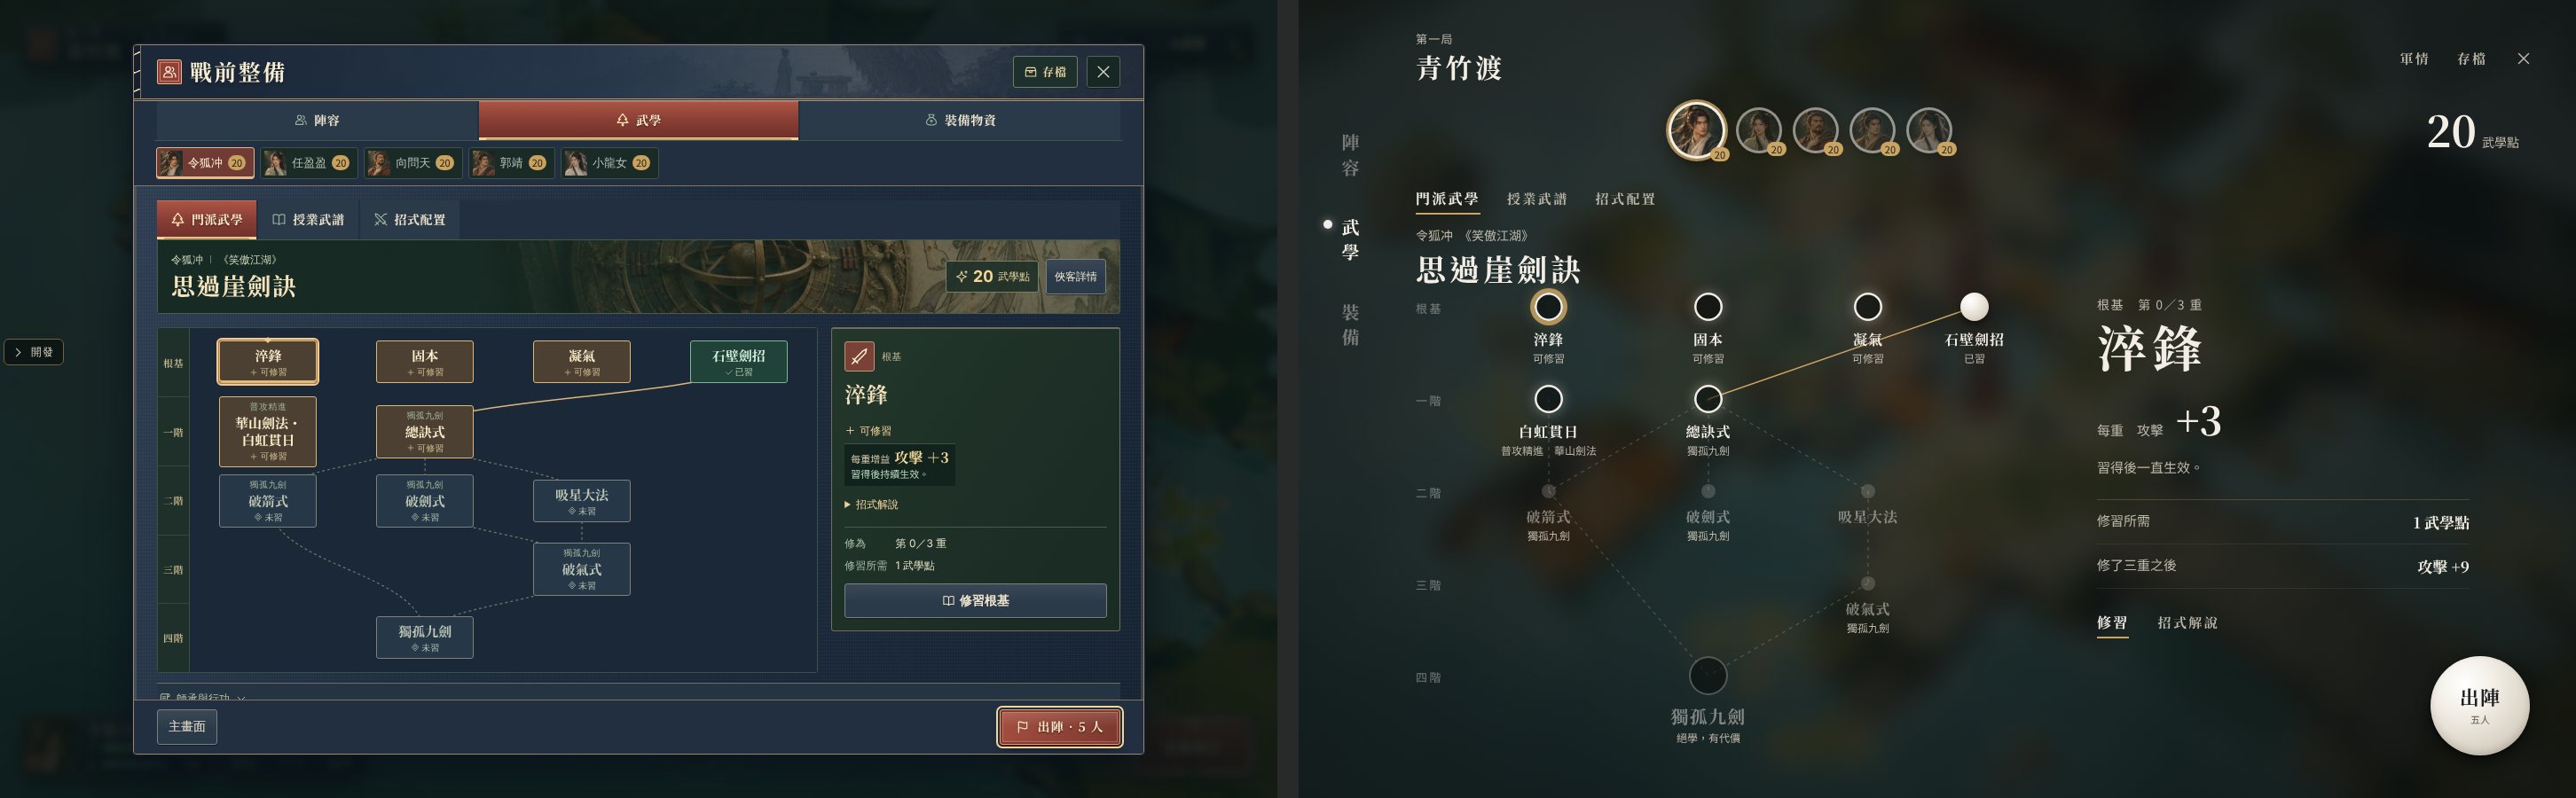 戰前整備
存檔
陣容
武學
裝備物資
令狐冲 20
任盈盈 20
向問天 20
郭靖 20
小龍女 20
門派武學
授業武譜
招式配置
令狐冲 | 《笑傲江湖》
思過崖劍訣
20 武學點
俠客詳情
開發
根基
一階
二階
三階
四階
淬鋒
+ 可修習
固本
+ 可修習
凝氣
+ 可修習
石壁劍招
已習
普攻精進
華山劍法・
白虹貫日
+ 可修習
獨孤九劍
總訣式
+ 可修習
獨孤九劍
破箭式
未習
獨孤九劍
破劍式
未習
吸星大法
未習
獨孤九劍
破氣式
未習
獨孤九劍
未習
根基
淬鋒
+ 可修習
每重增益 攻擊 +3
習得後持續生效。
招式解說
修為 第 0／3 重
修習所需 1 武學點
修習根基
師承與行功
主畫面
出陣 · 5 人
第一局
青竹渡
軍情
存檔
20
20
20
20
20
20 武學點
陣容
武學
裝備
門派武學
授業武譜
招式配置
令狐冲 《笑傲江湖》
思過崖劍訣
根基
淬鋒
可修習
固本
可修習
凝氣
可修習
石壁劍招
已習
一階
白虹貫日
普攻精進 華山劍法
總訣式
獨孤九劍
二階
破箭式
獨孤九劍
破劍式
獨孤九劍
吸星大法
三階
破氣式
獨孤九劍
四階
獨孤九劍
絕學，有代價
根基 第 0／3 重
淬鋒
每重 攻擊 +3
習得後一直生效。
修習所需 1 武學點
修了三重之後 攻擊 +9
修習
招式解說
出陣
五人